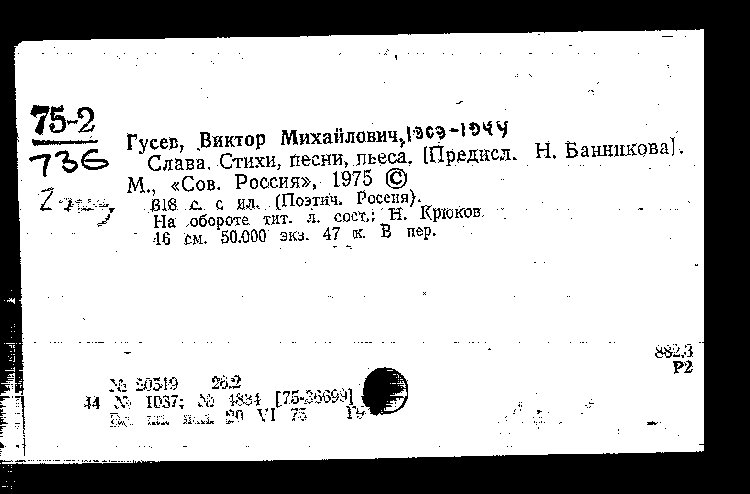 75-2
736
Гусев, Виктор Михайлович, 1909-1944
Слава. Стихи, песни, пьеса. [Предисл. Н. Банникова].
М., «Сов. Россия», 1975 ©
318 с. с ил. (Поэтич. Россия).
На обороте тит. л. сост.: Н. Крюков.
16 см. 50.000 экз. 47 к. В пер.
882.3
Р2
№ 20519 26.2
44 № 1037; № 4834 [75-36699]
20 VI 75